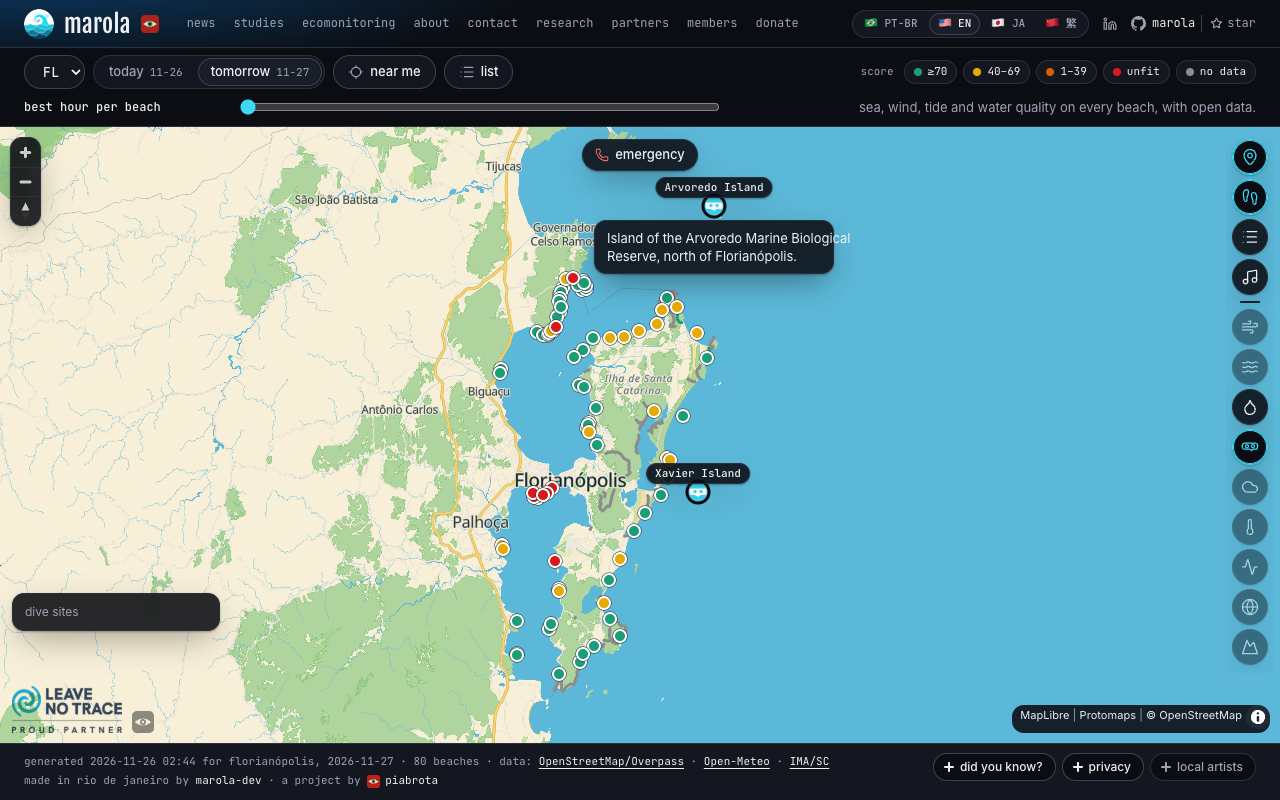 marola
news studies ecomonitoring about contact research partners members donate
PT-BR EN JA 繁
marola star
FL today 11-26 tomorrow 11-27 near me list
score ≥70 40–69 1–39 unfit no data
best hour per beach
sea, wind, tide and water quality on every beach, with open data.
emergency
Tijucas
Arvoredo Island
São João Batista
Governador
Celso Ramos
Island of the Arvoredo Marine Biological
Reserve, north of Florianópolis.
Ilha de Santa
Catarina
Biguaçu
Antônio Carlos
Xavier Island
Florianópolis
Palhoça
dive sites
LEAVE
NO TRACE
PROUD PARTNER
MapLibre | Protomaps | © OpenStreetMap
generated 2026-11-26 02:44 for florianópolis, 2026-11-27 · 80 beaches · data: OpenStreetMap/Overpass · Open-Meteo · IMA/SC
made in rio de janeiro by marola-dev · a project by piabrota
did you know? privacy local artists